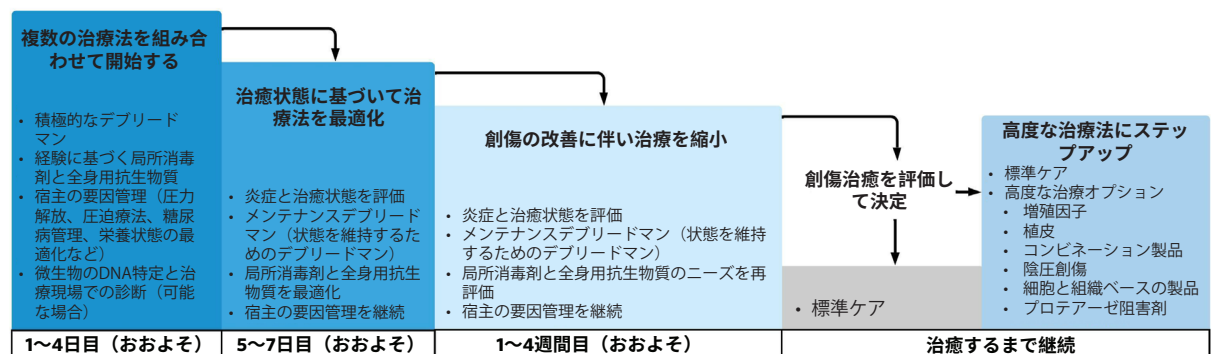 複数の治療法を組み合
わせて開始する
• 積極的なデブリード
マン
• 経験に基づく局所消毒
剤と全身用抗生物質
• 宿主の要因管理（圧力
解放、圧迫療法、糖尿
病管理、栄養状態の最
適化など）
• 微生物のDNA特定と治
療現場での診断（可能
な場合）
1～4日目（おおよそ）
治癒状態に基づいて治
療法を最適化
• 炎症と治癒状態を評価
• メンテナンスデブリード
マン（状態を維持するた
めのデブリードマン）
• 局所消毒剤と全身用抗生
物質を最適化
• 宿主の要因管理を継続
5～7日目（おおよそ）
創傷の改善に伴い治療を縮小
• 炎症と治癒状態を評価
• メンテナンスデブリードマン（状態を維持
するためのデブリードマン）
• 局所消毒剤と全身用抗生物質のニーズを再
評価
• 宿主の要因管理を継続
1～4週間目（おおよそ）
創傷治癒を評価し
て決定
• 標準ケア
高度な治療法にステッ
プアップ
• 標準ケア
• 高度な治療オプション
• 増殖因子
• 植皮
• コンビネーション製品
• 陰圧創傷
• 細胞と組織ベースの製品
• プロテアーゼ阻害剤
治癒するまで継続